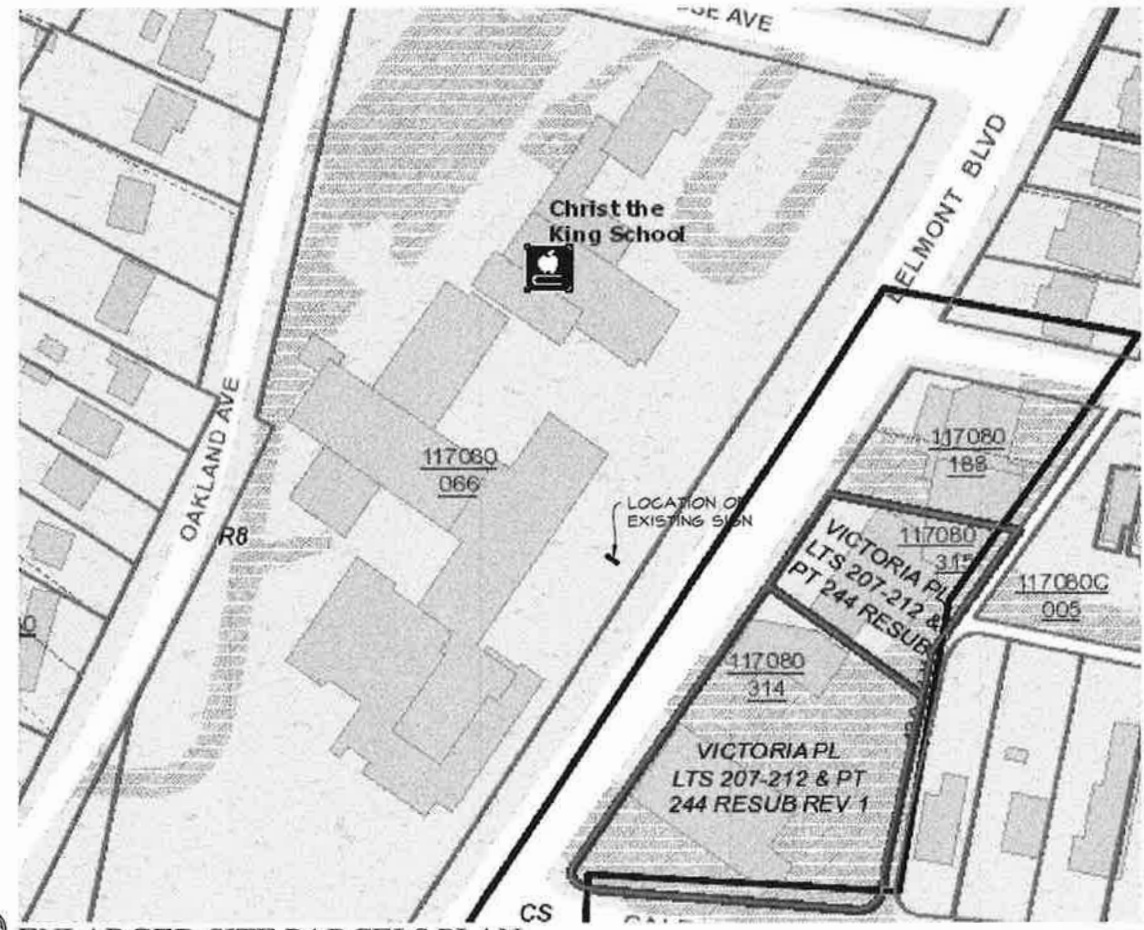 AVE
Christ the
King School
BELMONT BLVD
OAKLAND AVE
117080
066
R8
LOCATION OF
EXISTING SIGN
117080
188
117080
315
VICTORIA PL
LTS 207-212 &
PT 244 RESUB
117080C
005
117080
314
VICTORIA PL
LTS 207-212 & PT
244 RESUB REV 1
CS
ENLARGED SITE PARCELS PLAN